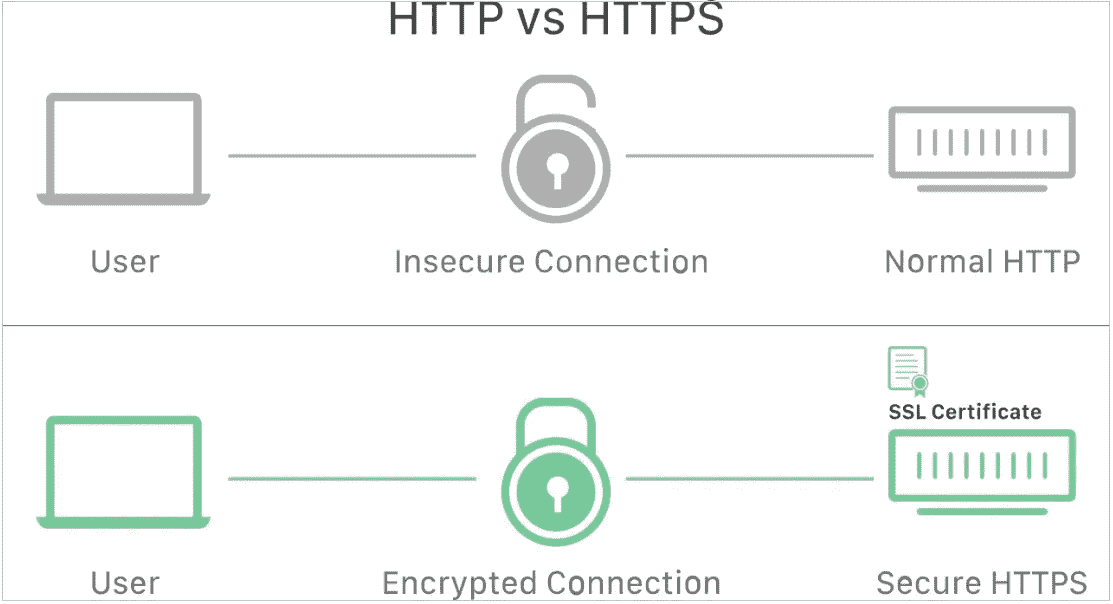 HTTP vs HTTPS
User
Insecure Connection
Normal HTTP
SSL Certificate
User
Encrypted Connection
Secure HTTPS